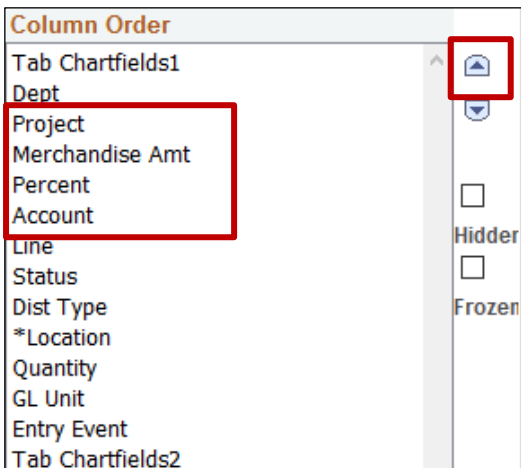 Column Order
Tab Chartfields1
Dept
Project
Merchandise Amt
Percent
Account
Line
Status
Dist Type
*Location
Quantity
GL Unit
Entry Event
Tab Chartfields2
Hidden
Frozen